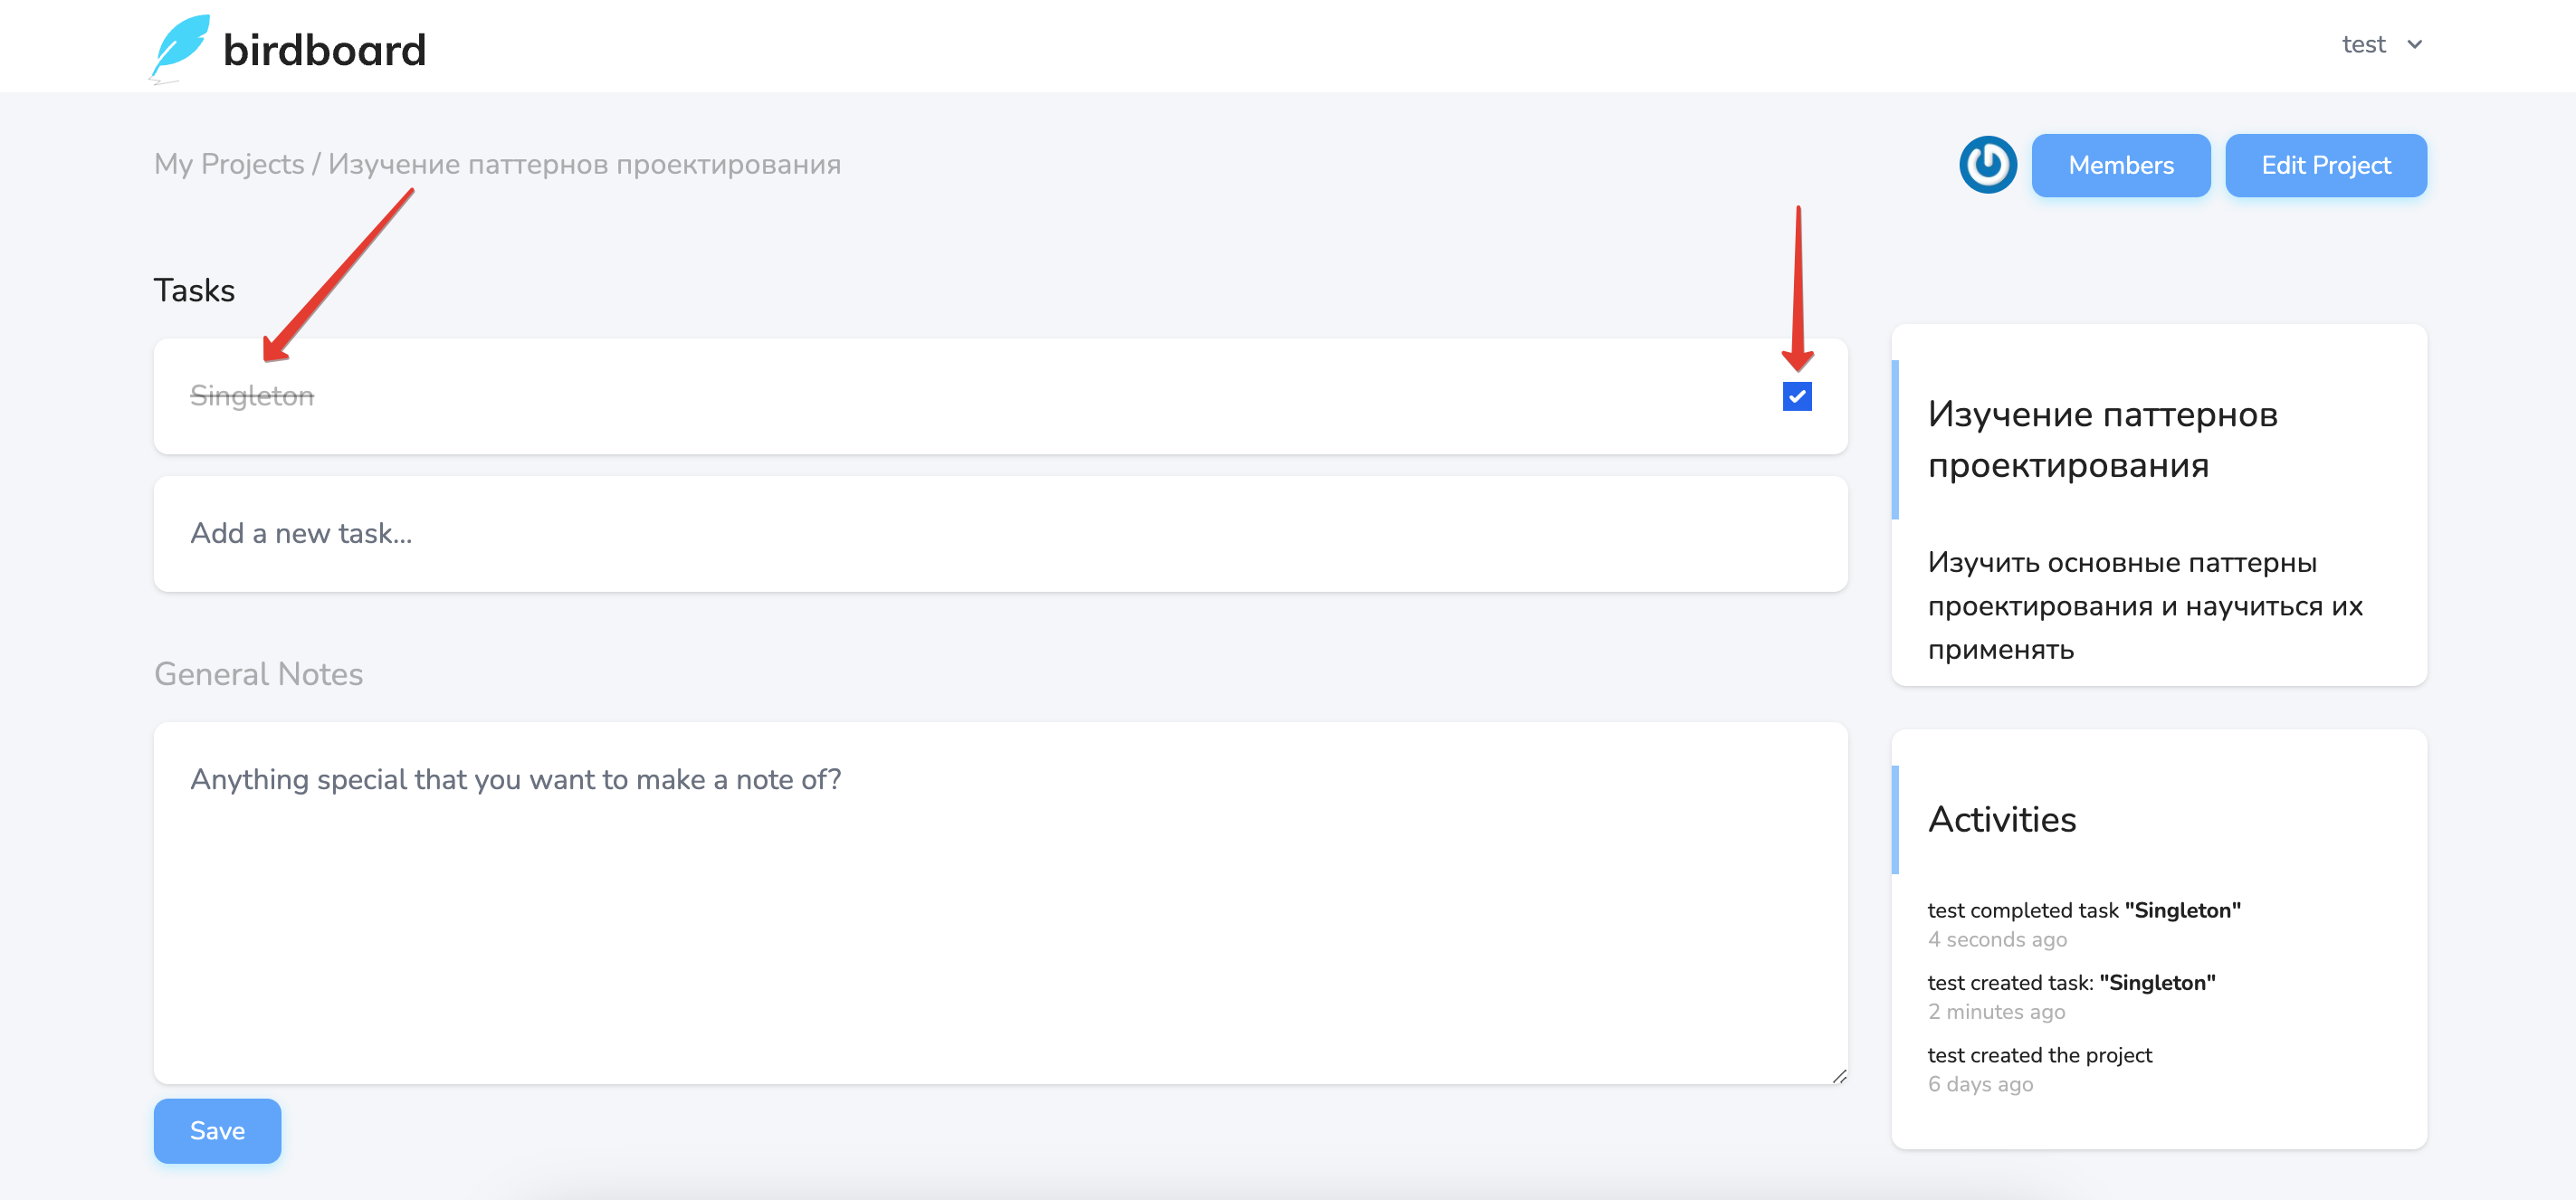 birdboard
test
My Projects / Изучение паттернов проектирования
Members
Edit Project
Tasks
Singleton
Add a new task...
General Notes
Anything special that you want to make a note of?
Save
Изучение паттернов
проектирования
Изучить основные паттерны
проектирования и научиться их
применять
Activities
test completed task "Singleton"
4 seconds ago
test created task: "Singleton"
2 minutes ago
test created the project
6 days ago